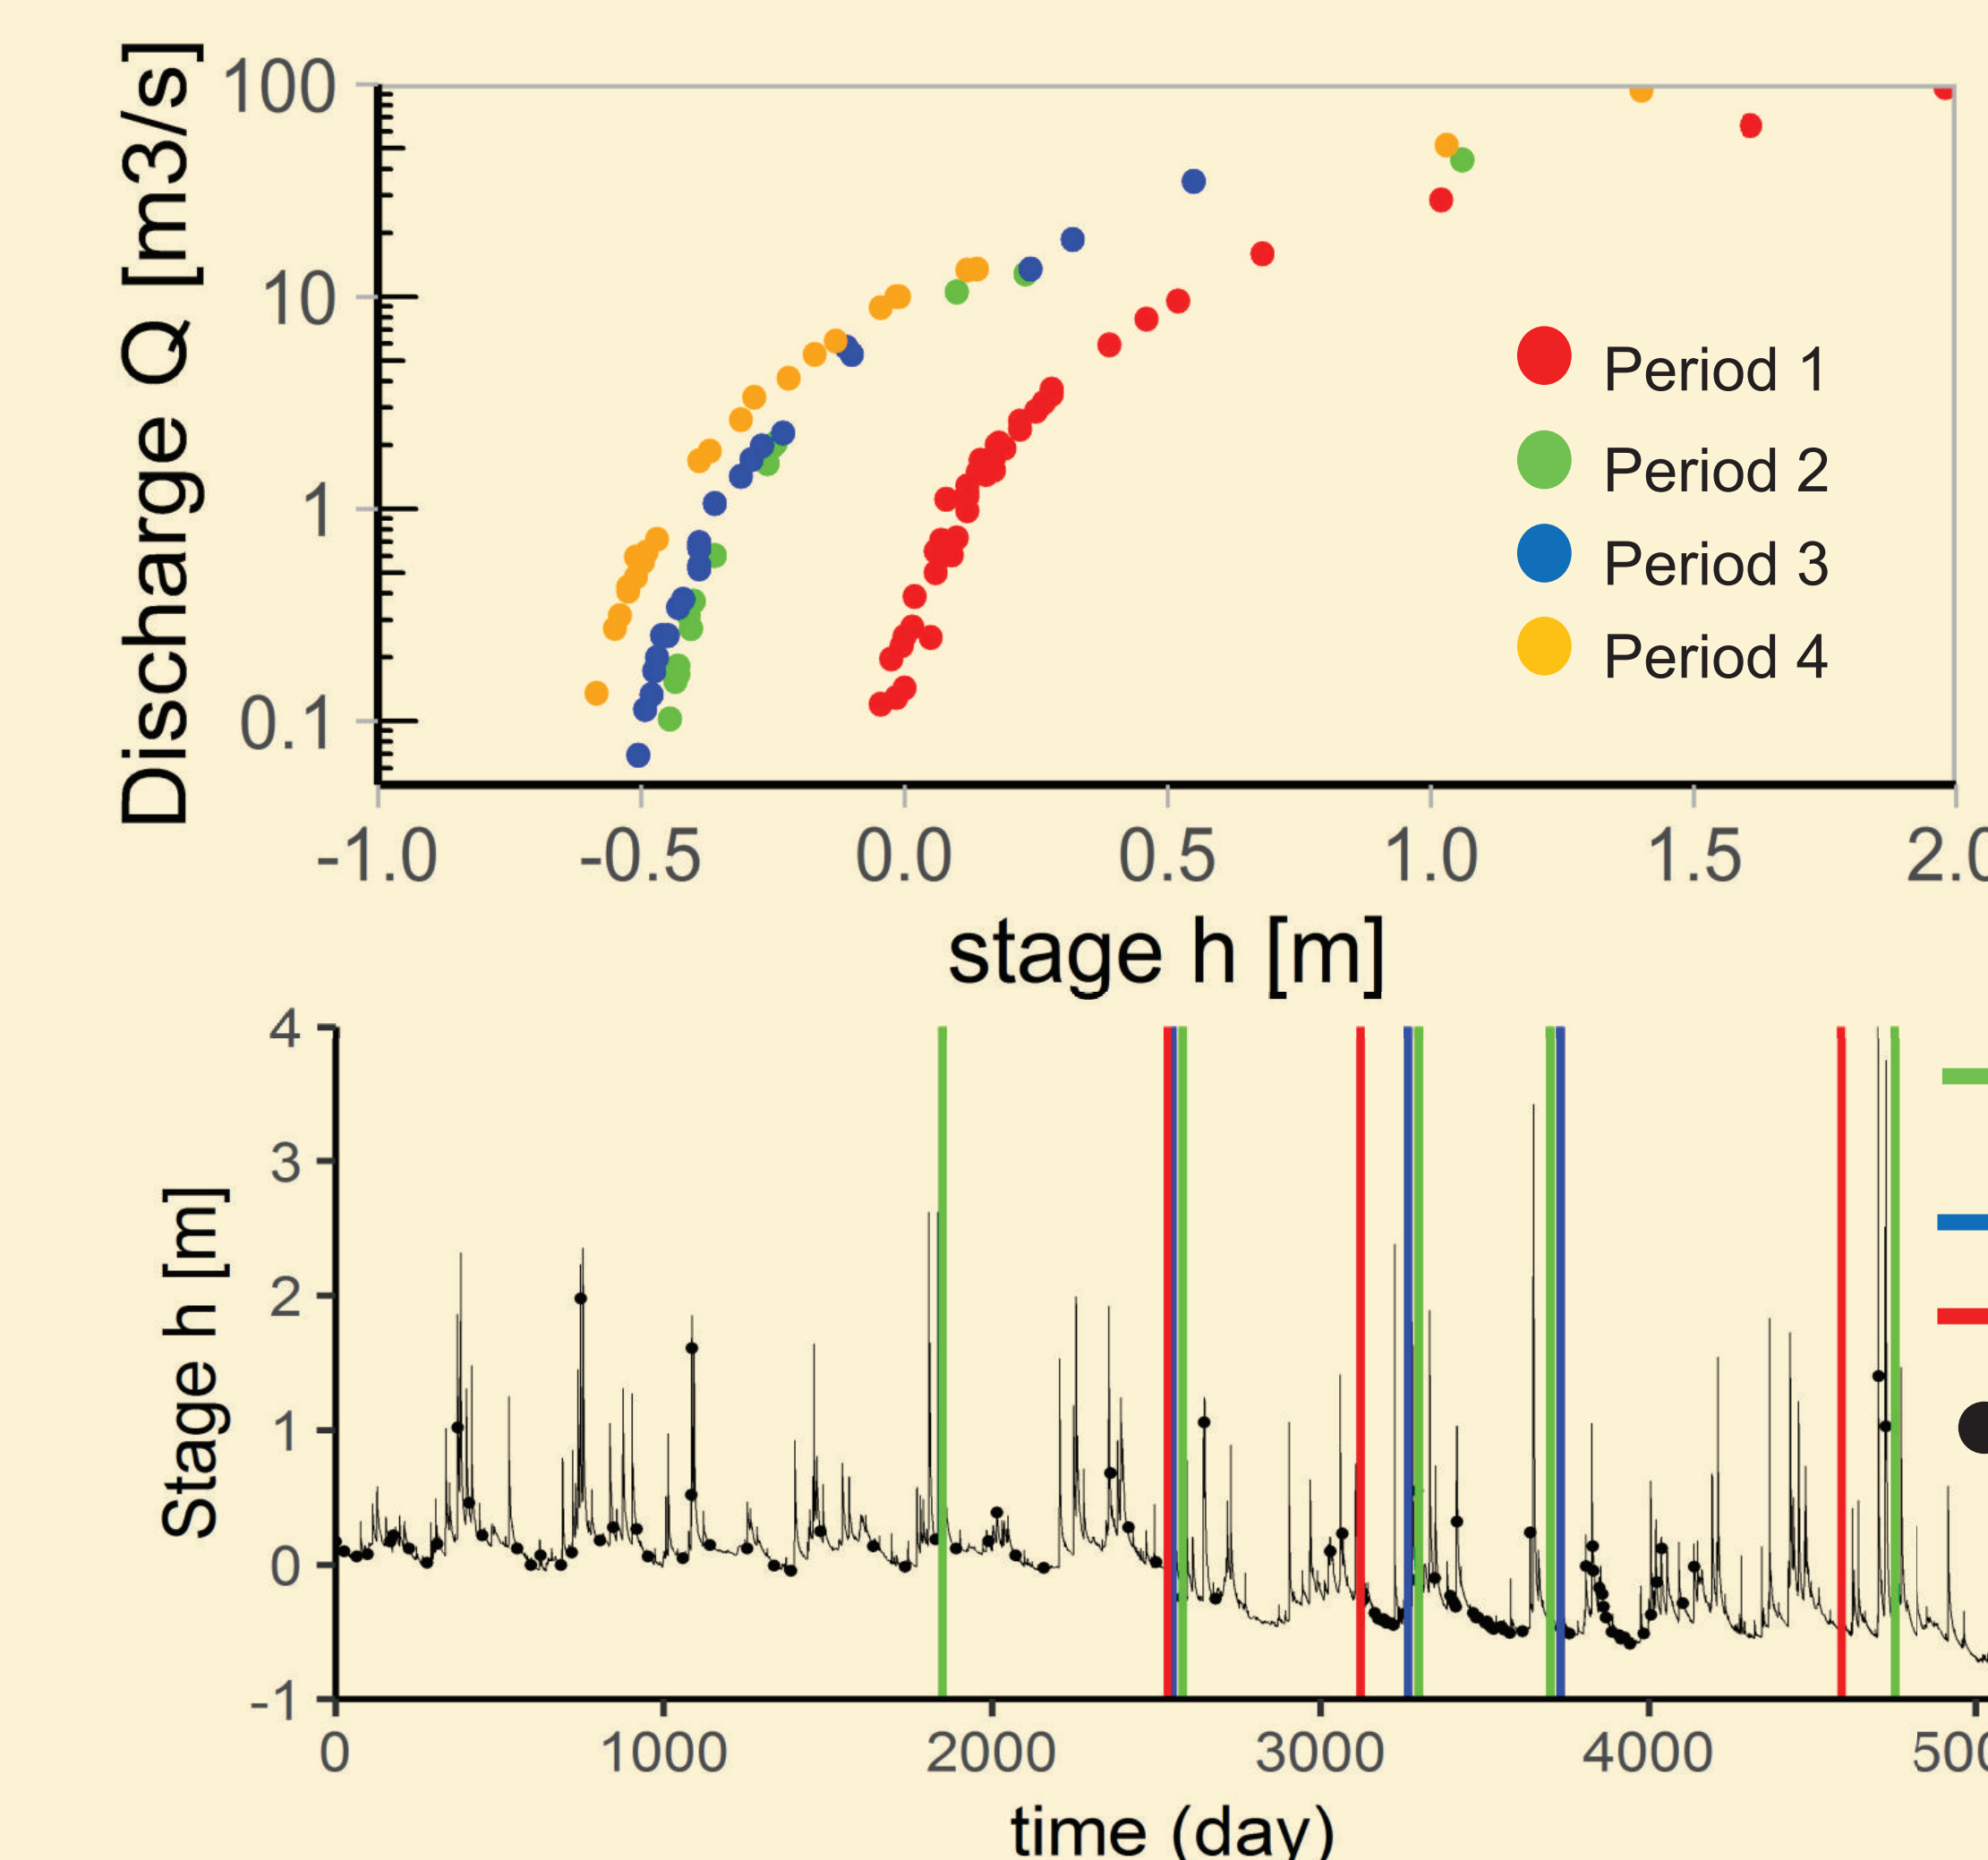 Discharge Q [m3/s]
100
10
1
0.1
Period 1
Period 2
Period 3
Period 4
-1.0 -0.5 0.0 0.5 1.0 1.5 2.0
stage h [m]
Stage h [m]
4
3
2
1
0
-1
0 1000 2000 3000 4000
time (day)